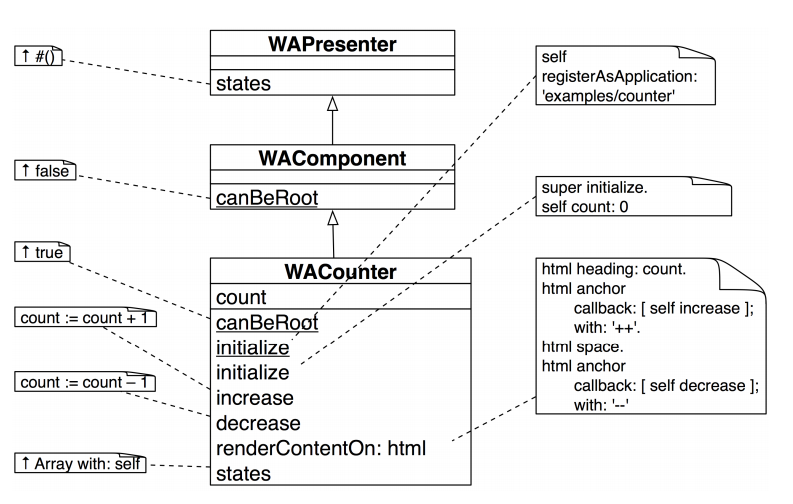 WAPresenter
↑ #()
states
self
registerAsApplication:
'examples/counter'
WAComponent
↑ false
canBeRoot
super initialize.
self count: 0
↑ true
WACounter
count
canBeRoot
initialize
initialize
increase
decrease
renderContentOn: html
states
count := count + 1
count := count – 1
↑ Array with: self
html heading: count.
html anchor
callback: [ self increase ];
with: '++'.
html space.
html anchor
callback: [ self decrease ];
with: '--'